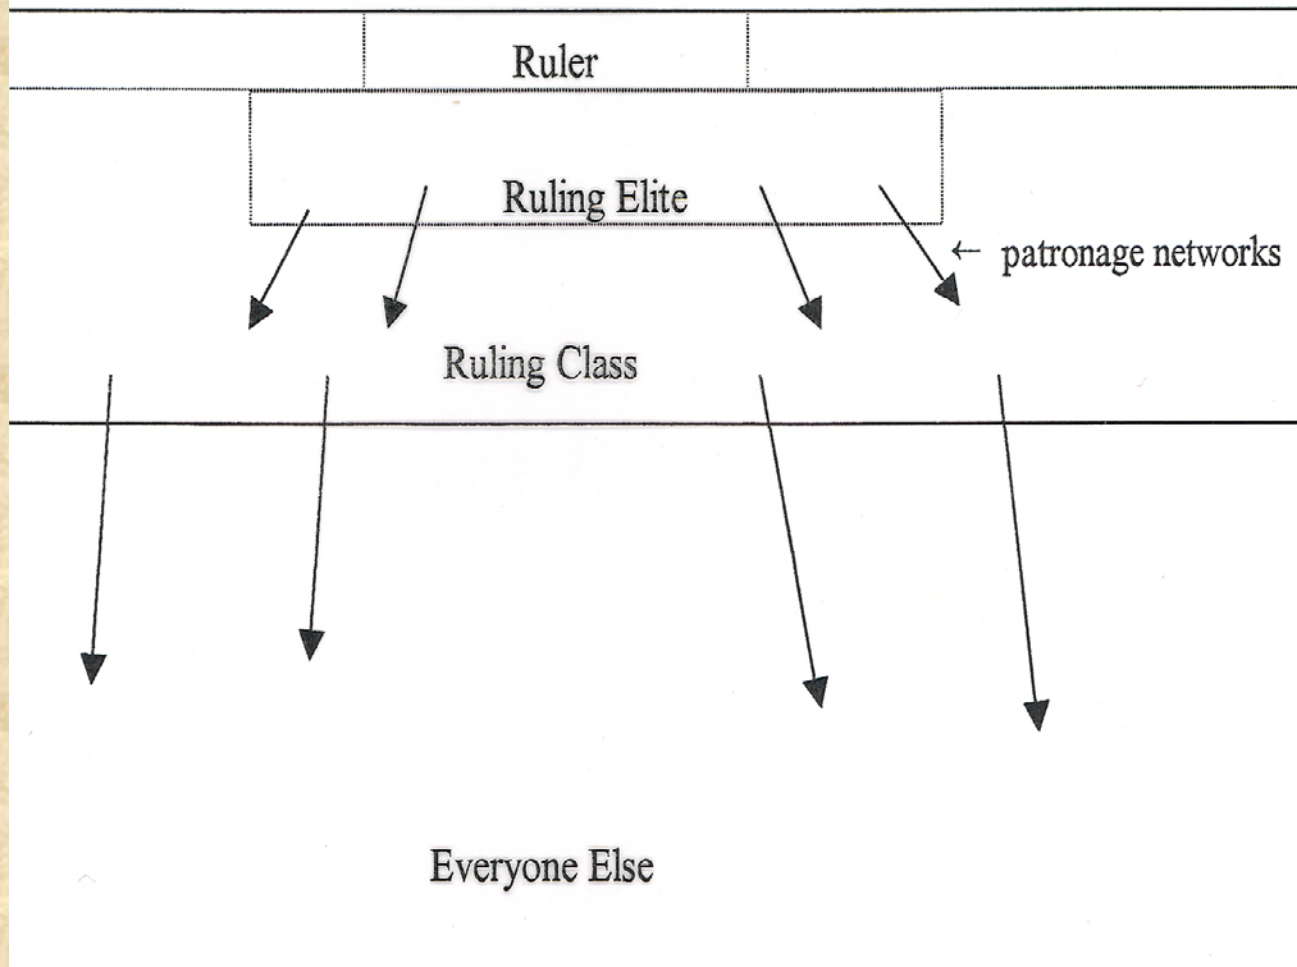 Ruler
Ruling Elite
← patronage networks
Ruling Class
Everyone Else